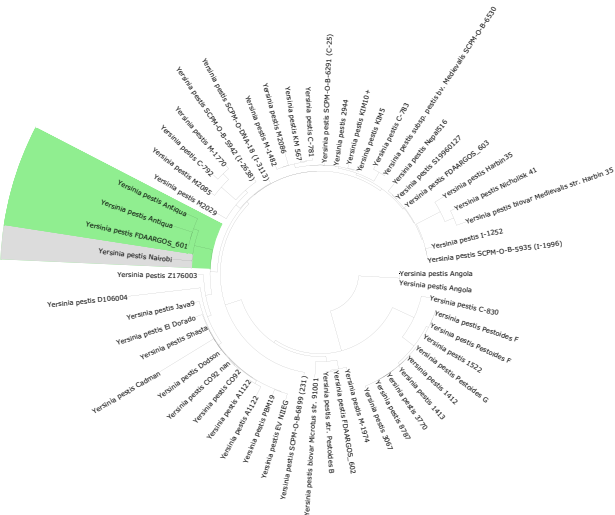 Yersinia pestis SCPM-O-B-6291 (C-25)
Yersinia pestis 2944
Yersinia pestis KIM10+
Yersinia pestis KIM5
Yersinia pestis C-783
Yersinia pestis subsp. pestis bv. Medievalis SCPM-O-B-6530
Yersinia pestis Nepal516
Yersinia pestis S19960127
Yersinia pestis FDAARGOS_603
Yersinia pestis Harbin35
Yersinia pestis Nicholisk 41
Yersinia pestis biovar Medievalis str. Harbin 35
Yersinia pestis I-1252
Yersinia pestis SCPM-O-B-5935 (I-1996)
Yersinia pestis Angola
Yersinia pestis Angola
Yersinia pestis C-830
Yersinia pestis Pestoides F
Yersinia pestis Pestoides F
Yersinia pestis 1522
Yersinia pestis Pestoides G
Yersinia pestis 1412
Yersinia pestis 1413
Yersinia pestis 3770
Yersinia pestis 8787
Yersinia pestis 3067
Yersinia pestis M-1974
Yersinia pestis FDAARGOS_602
Yersinia pestis str. Pestoides B
Yersinia pestis biovar Microtus str. 91001
Yersinia pestis SCPM-O-B-6899 (231)
Yersinia pestis EV NIIEG
Yersinia pestis PBM19
Yersinia pestis A1122
Yersinia pestis A1122
Yersinia pestis CO92
Yersinia pestis CO92_nan
Yersinia pestis Dodson
Yersinia pestis Cadman
Yersinia pestis Shasta
Yersinia pestis El Dorado
Yersinia pestis Java9
Yersinia pestis D106004
Yersinia pestis Z176003
Yersinia pestis Nairobi
Yersinia pestis FDAARGOS_601
Yersinia pestis Antiqua
Yersinia pestis Antiqua
Yersinia pestis M2029
Yersinia pestis M2085
Yersinia pestis C-792
Yersinia pestis M-1770
Yersinia pestis SCPM-O-B-5942 (I-2638)
Yersinia pestis SCPM-O-DNA-18 (I-3113)
Yersinia pestis M-1482
Yersinia pestis M2086
Yersinia pestis KM 567
Yersinia pestis C-781